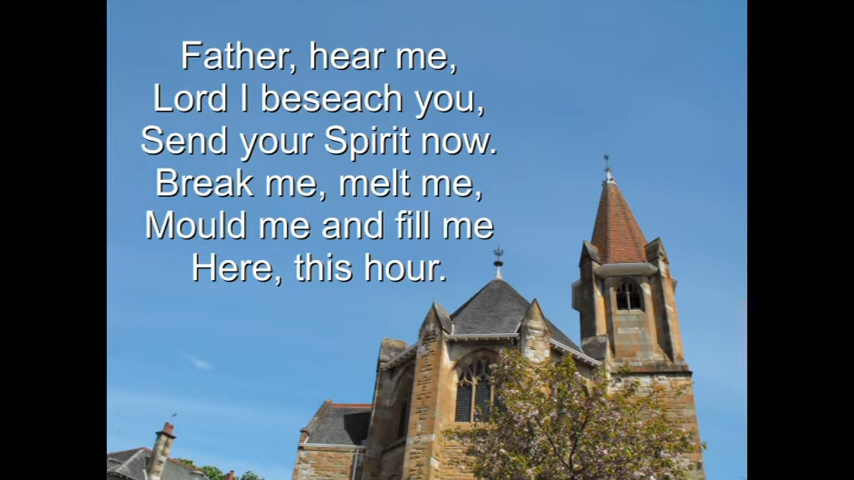 Father, hear me,
Lord I beseach you,
Send your Spirit now.
Break me, melt me,
Mould me and fill me
Here, this hour.